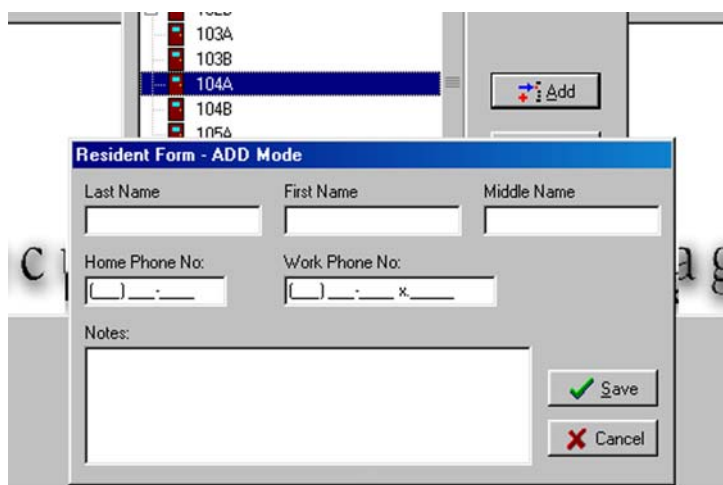 103A
103B
104A
Add
104B
105A
Resident Form - ADD Mode
Last Name First Name Middle Name
Home Phone No: Work Phone No:
(___)___-____ (___)___-____ x._____
Notes:
Save
Cancel